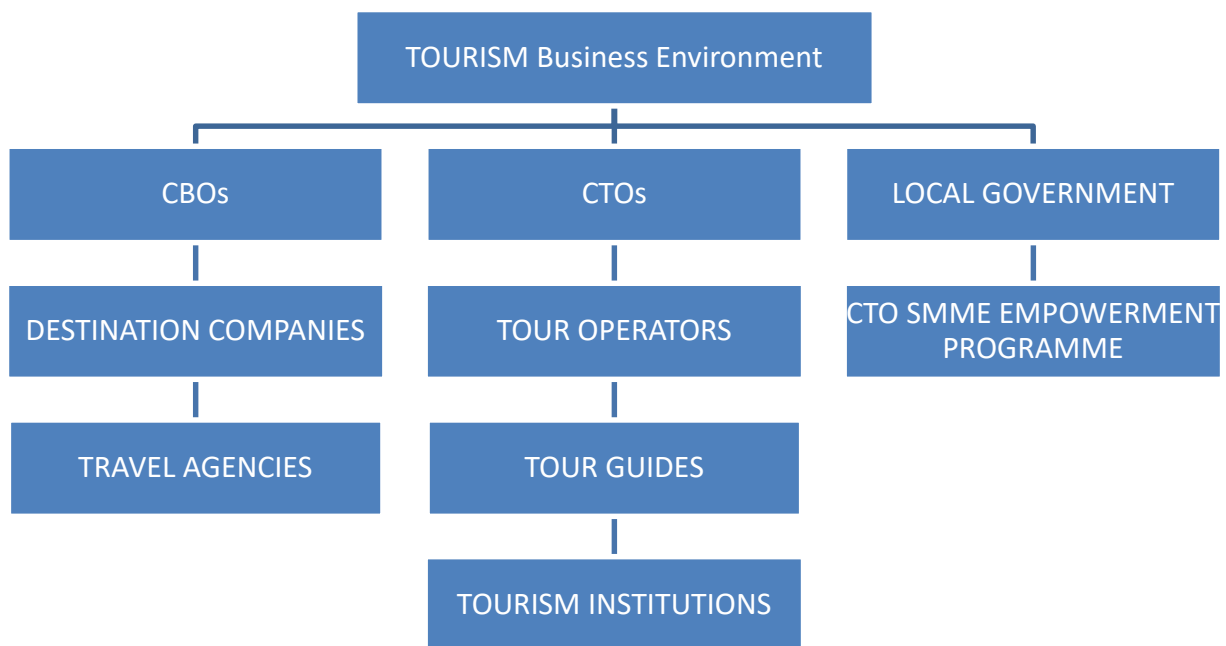 TOURISM Business Environment
CBOs
CTOs
LOCAL GOVERNMENT
DESTINATION COMPANIES
TOUR OPERATORS
CTO SMME EMPOWERMENT
PROGRAMME
TRAVEL AGENCIES
TOUR GUIDES
TOURISM INSTITUTIONS